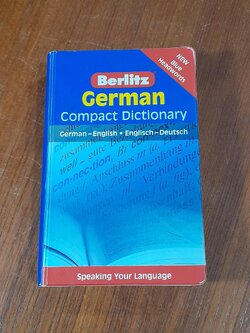 NEW
Blue
Headwords
Berlitz
German
Compact Dictionary
German–English • Englisch–Deutsch
Speaking Your Language